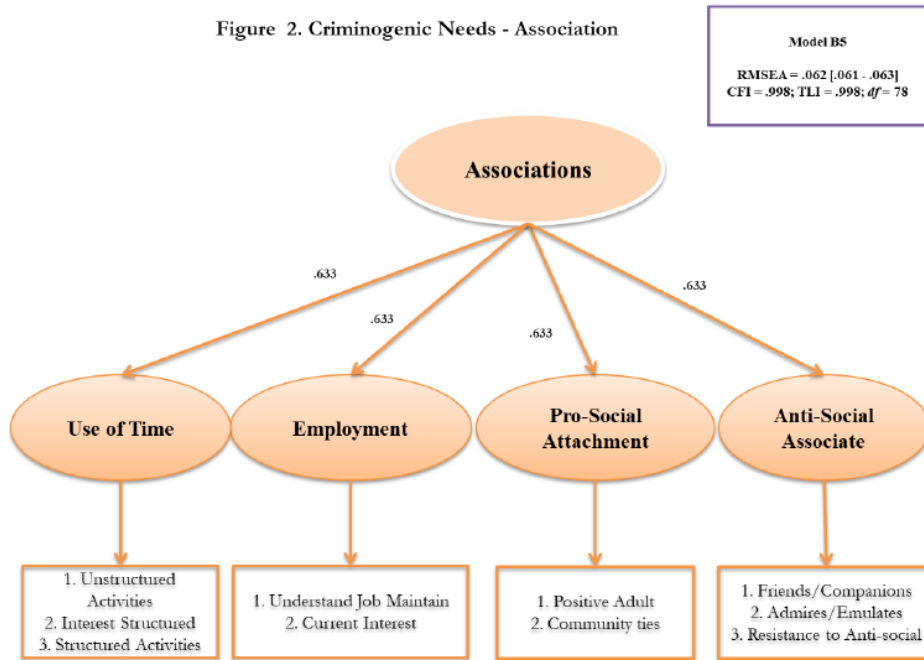 Figure 2. Criminogenic Needs - Association
Model B5
RMSEA = .062 [.061 - .063]
CFI = .998; TLI = .998; df = 78
Associations
.633
.633
.633
.633
Use of Time
Employment
Pro-Social
Attachment
Anti-Social
Associate
1. Unstructured
Activities
2. Interest Structured
3. Structured Activities
1. Understand Job Maintain
2. Current Interest
1. Positive Adult
2. Community ties
1. Friends/Companions
2. Admires/Emulates
3. Resistance to Anti-social